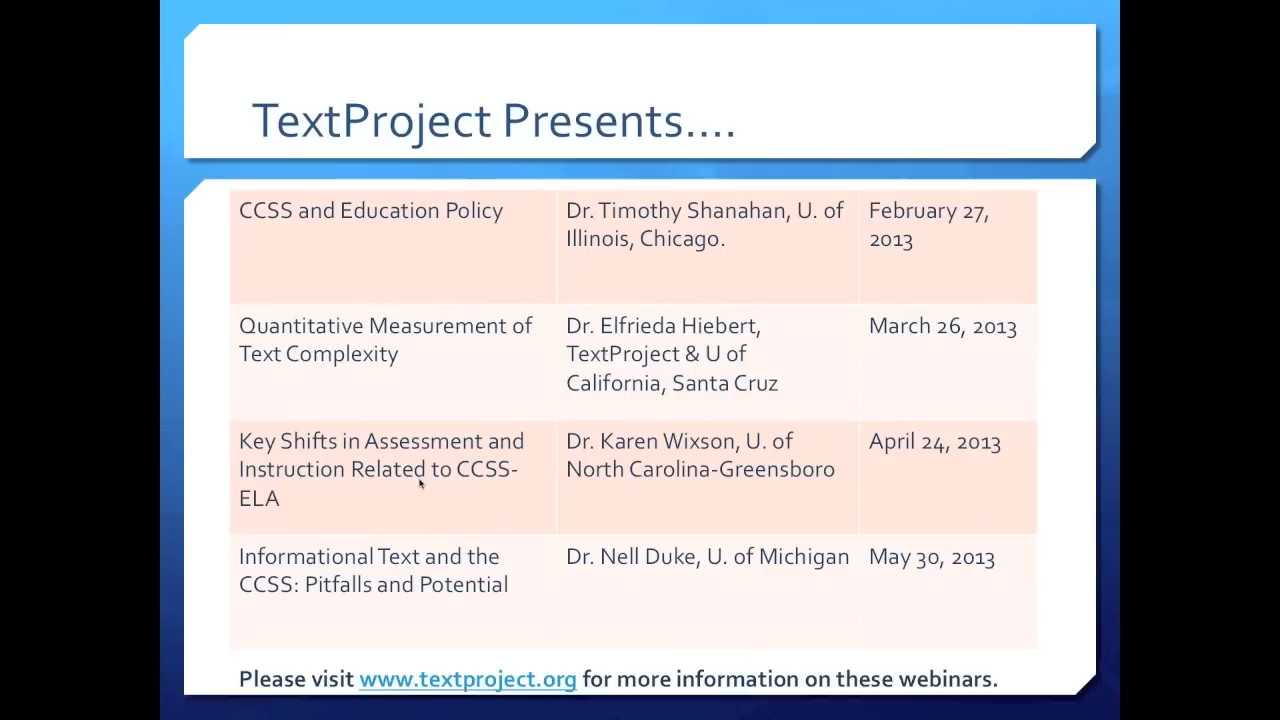 TextProject Presents....
CCSS and Education Policy
Dr. Timothy Shanahan, U. of
Illinois, Chicago.
February 27,
2013
Quantitative Measurement of
Text Complexity
Dr. Elfrieda Hiebert,
TextProject & U of
California, Santa Cruz
March 26, 2013
Key Shifts in Assessment and
Instruction Related to CCSS-
ELA
Dr. Karen Wixson, U. of
North Carolina-Greensboro
April 24, 2013
Informational Text and the
CCSS: Pitfalls and Potential
Dr. Nell Duke, U. of Michigan
May 30, 2013
Please visit www.textproject.org for more information on these webinars.